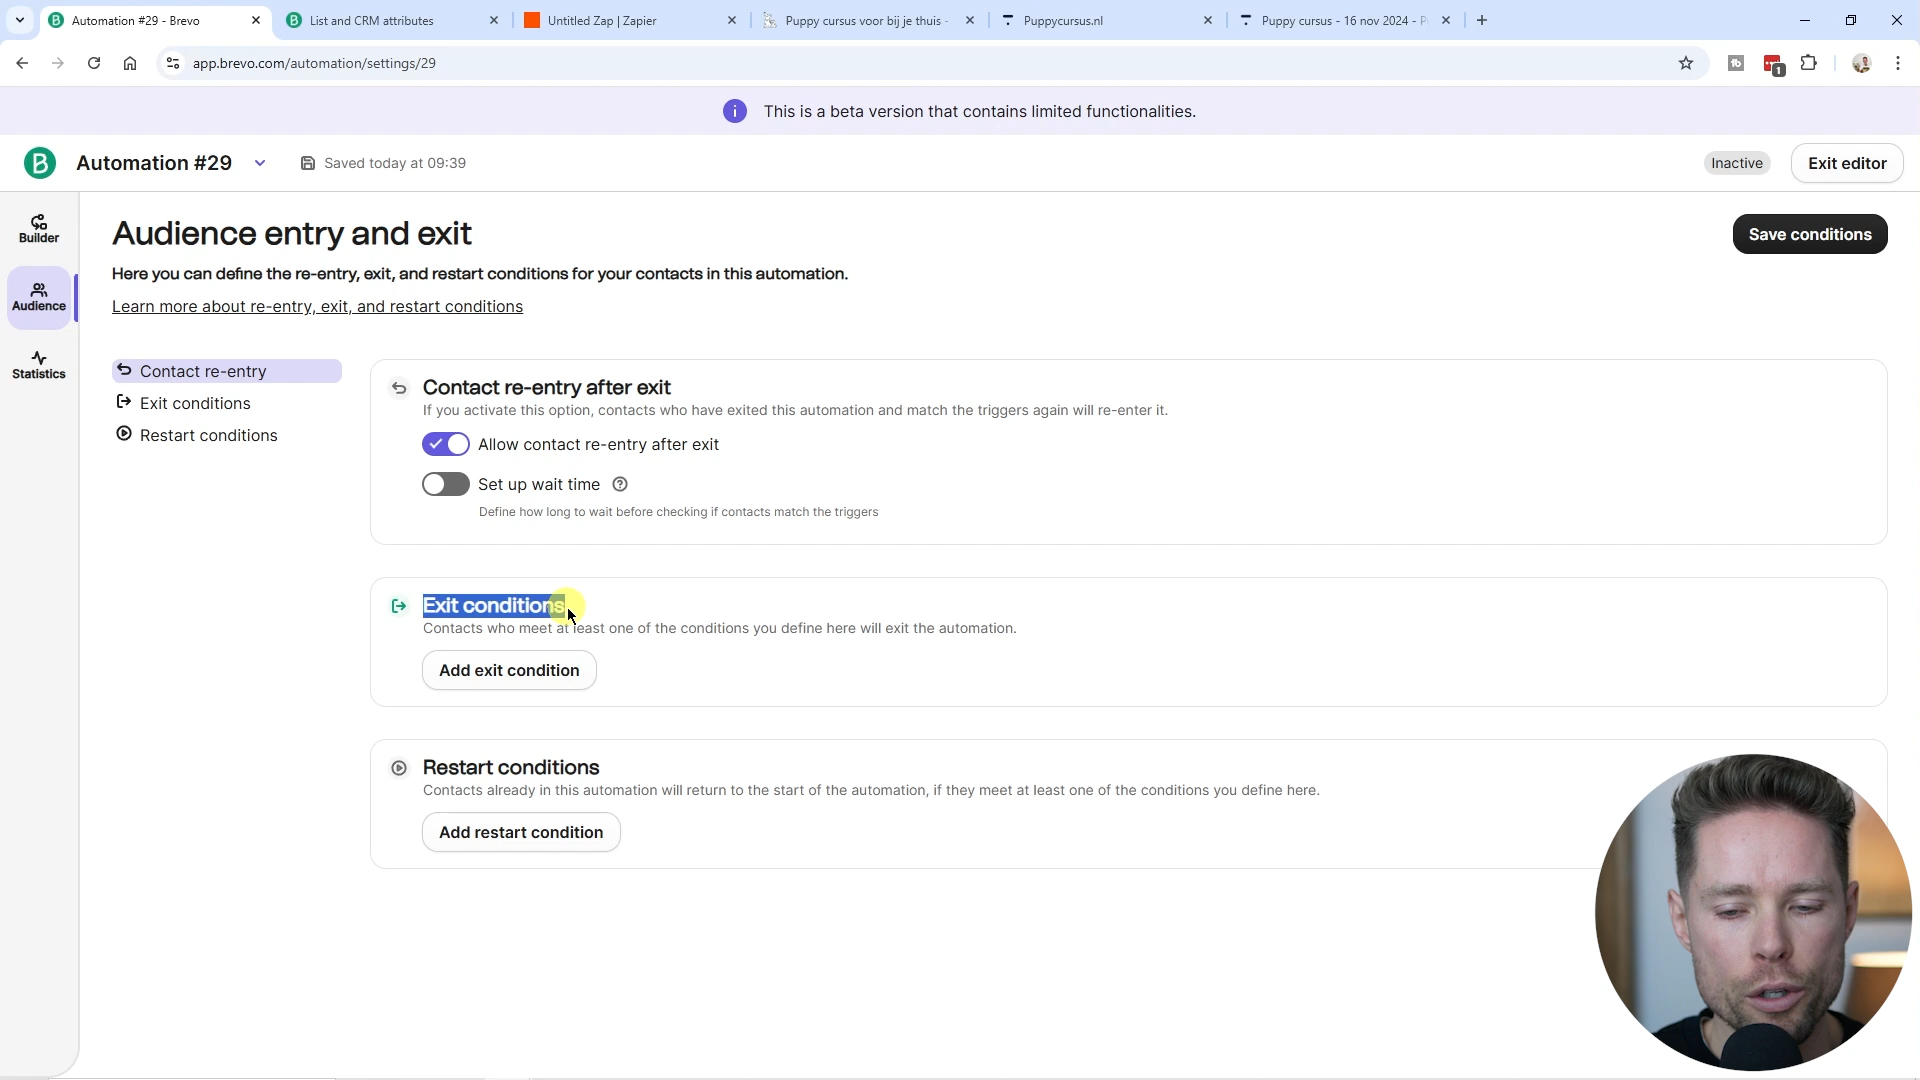 Automation #29 - Brevo
List and CRM attributes
Untitled Zap | Zapier
Puppy cursus voor bij je thuis -
Puppycursus.nl
Puppy cursus - 16 nov 2024 - P
app.brevo.com/automation/settings/29
1
This is a beta version that contains limited functionalities.
Automation #29
Saved today at 09:39
Inactive
Exit editor
Builder
Audience
Statistics
Audience entry and exit
Save conditions
Here you can define the re-entry, exit, and restart conditions for your contacts in this automation.
Learn more about re-entry, exit, and restart conditions
Contact re-entry
Exit conditions
Restart conditions
Contact re-entry after exit
If you activate this option, contacts who have exited this automation and match the triggers again will re-enter it.
Allow contact re-entry after exit
Set up wait time
Define how long to wait before checking if contacts match the triggers
Exit conditions
Contacts who meet at least one of the conditions you define here will exit the automation.
Add exit condition
Restart conditions
Contacts already in this automation will return to the start of the automation, if they meet at least one of the conditions you define here.
Add restart condition